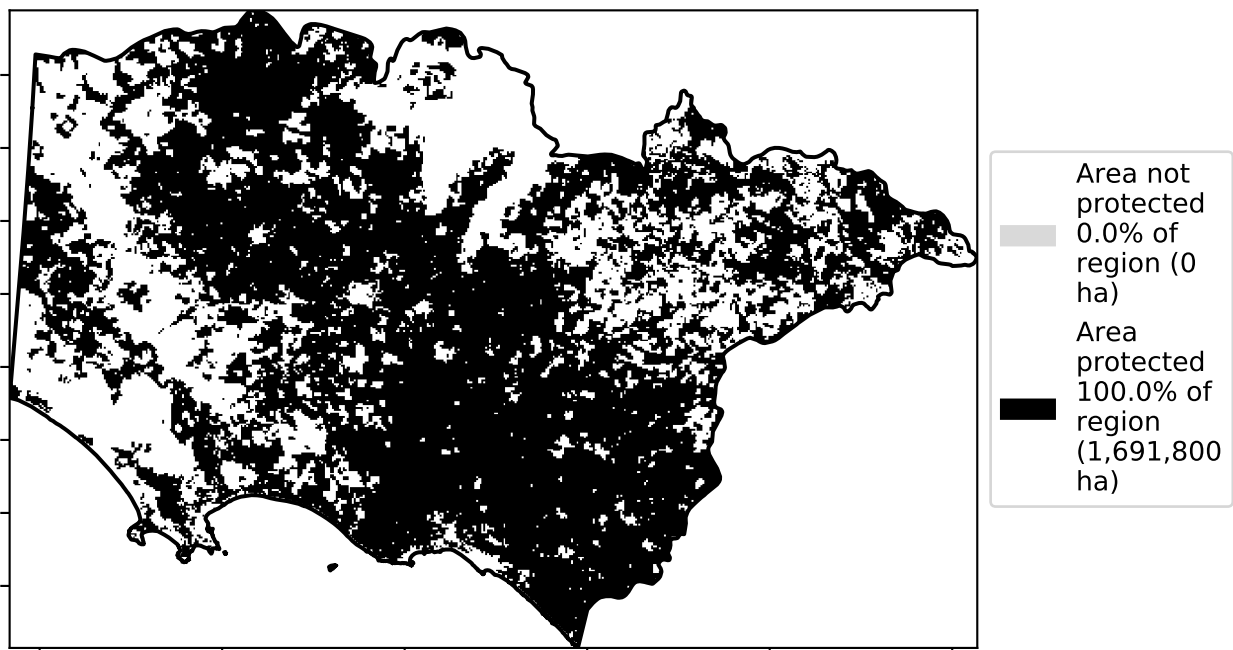 Area not
protected
0.0% of
region (0
ha)
Area
protected
100.0% of
region
(1,691,800
ha)